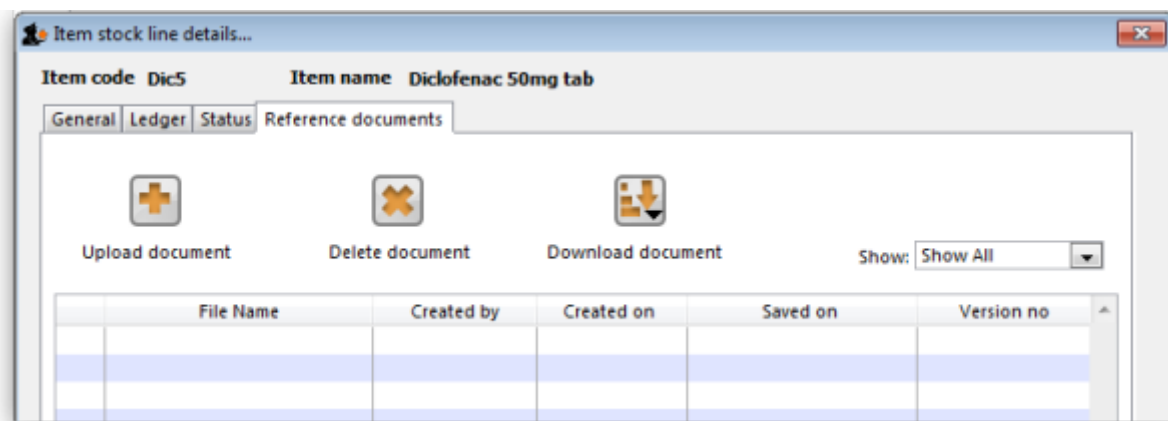 Item stock line details...
Item code Dic5 Item name Diclofenac 50mg tab
General Ledger Status Reference documents
Upload document Delete document Download document Show: Show All
File Name Created by Created on Saved on Version no